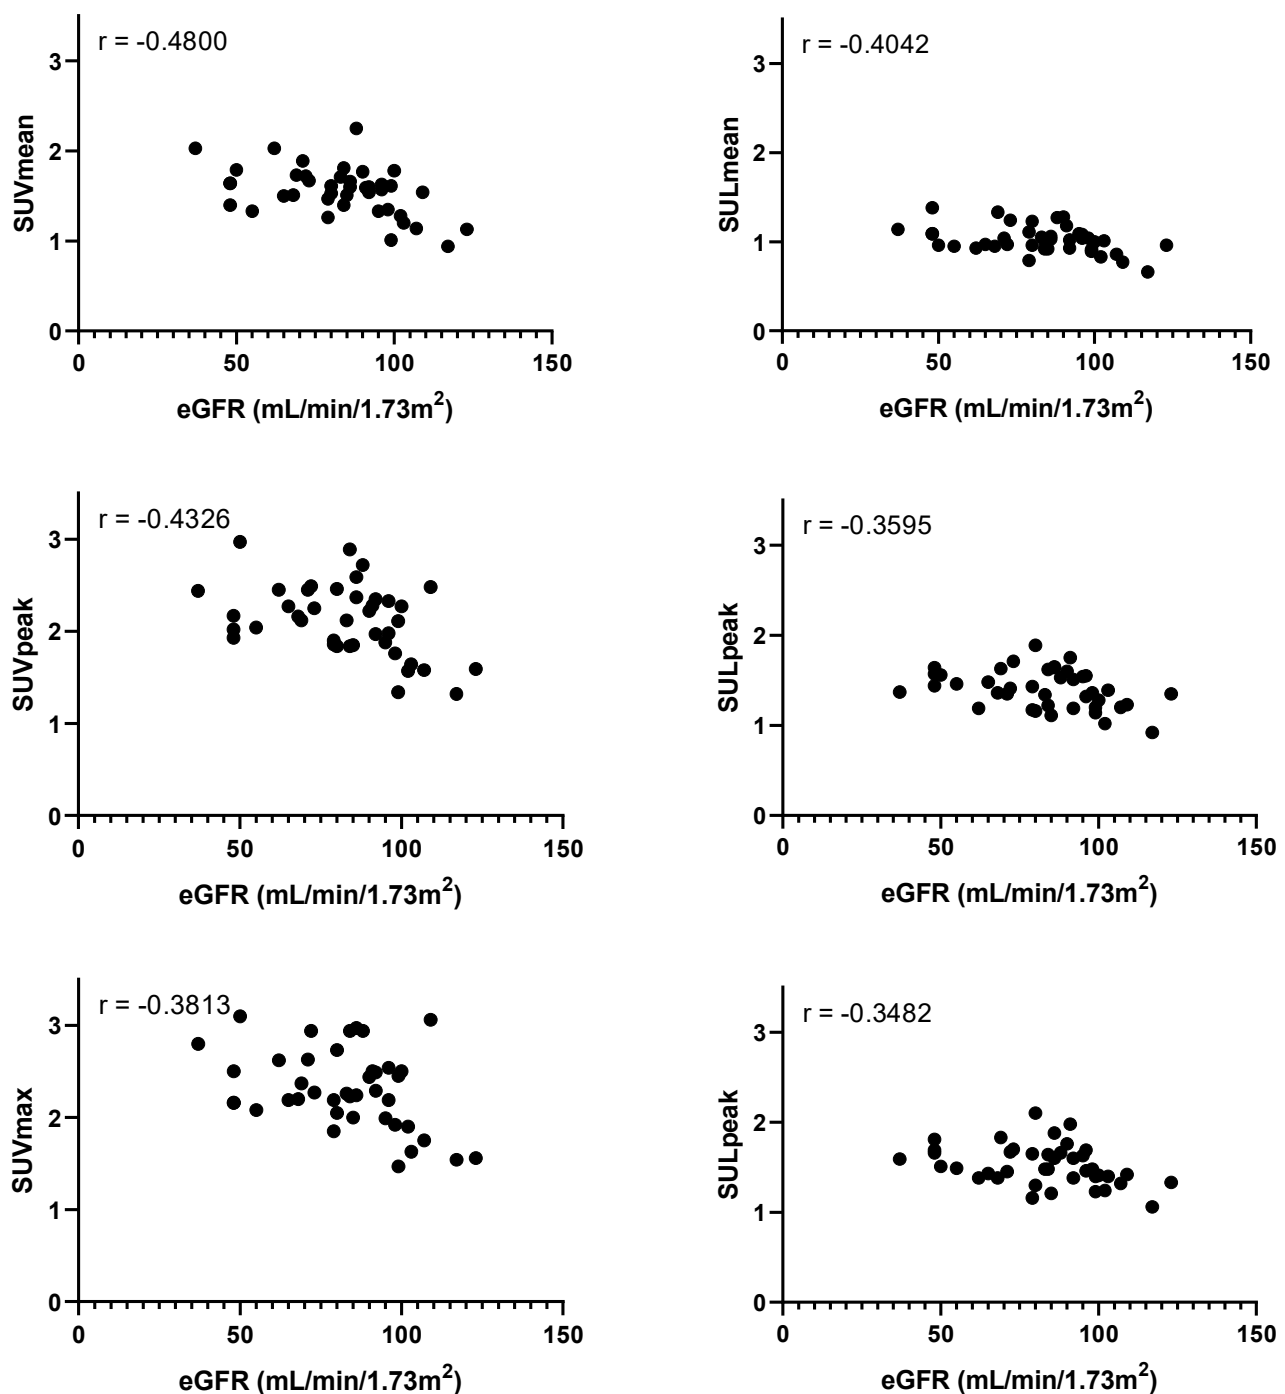 r = -0.4800
SUVmean
3
2
1
0
0 50 100 150
eGFR (mL/min/1.73m²)
r = -0.4042
SULmean
3
2
1
0
0 50 100 150
eGFR (mL/min/1.73m²)
r = -0.4326
SUVpeak
3
2
1
0
0 50 100 150
eGFR (mL/min/1.73m²)
r = -0.3595
SULpeak
3
2
1
0
0 50 100 150
eGFR (mL/min/1.73m²)
r = -0.3813
SUVmax
3
2
1
0
0 50 100 150
eGFR (mL/min/1.73m²)
r = -0.3482
SULpeak
3
2
1
0
0 50 100 150
eGFR (mL/min/1.73m²)